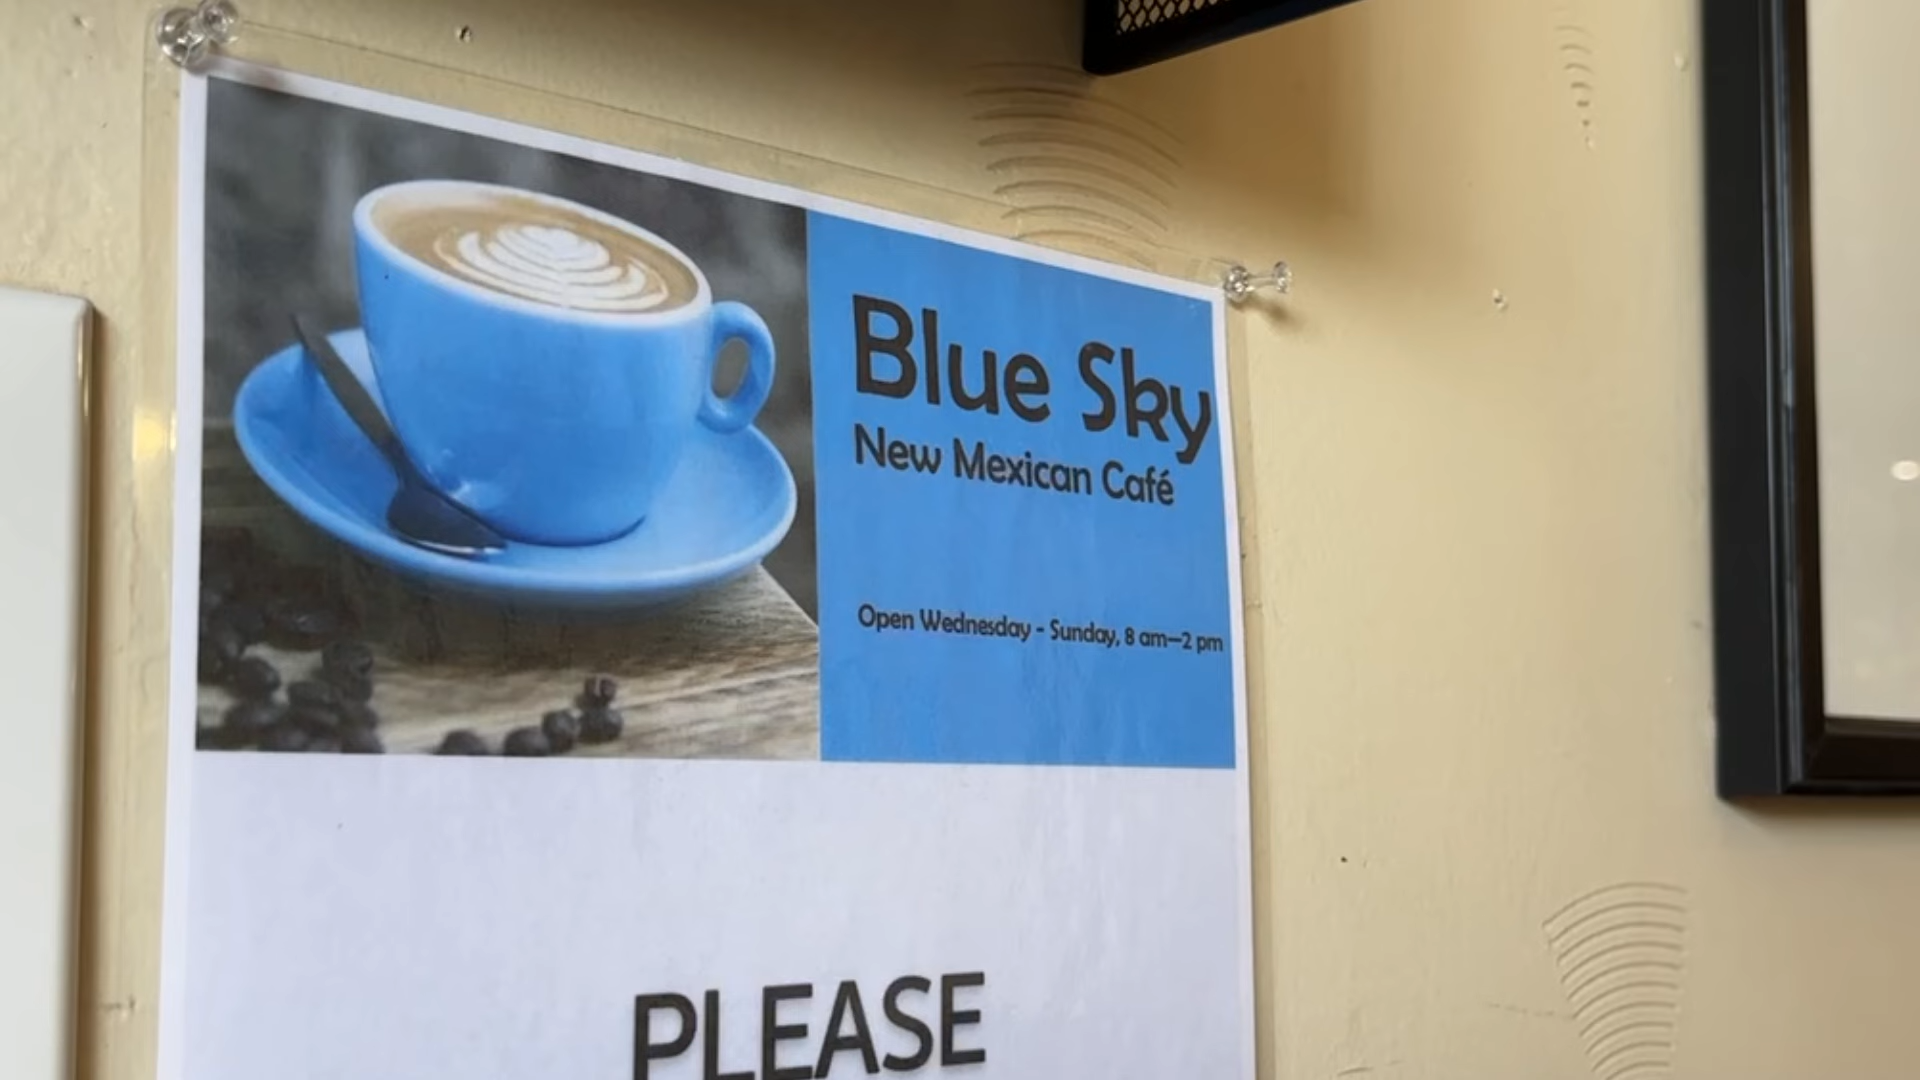 Blue Sky
New Mexican Café
Open Wednesday - Sunday, 8 am—2 pm
PLEASE